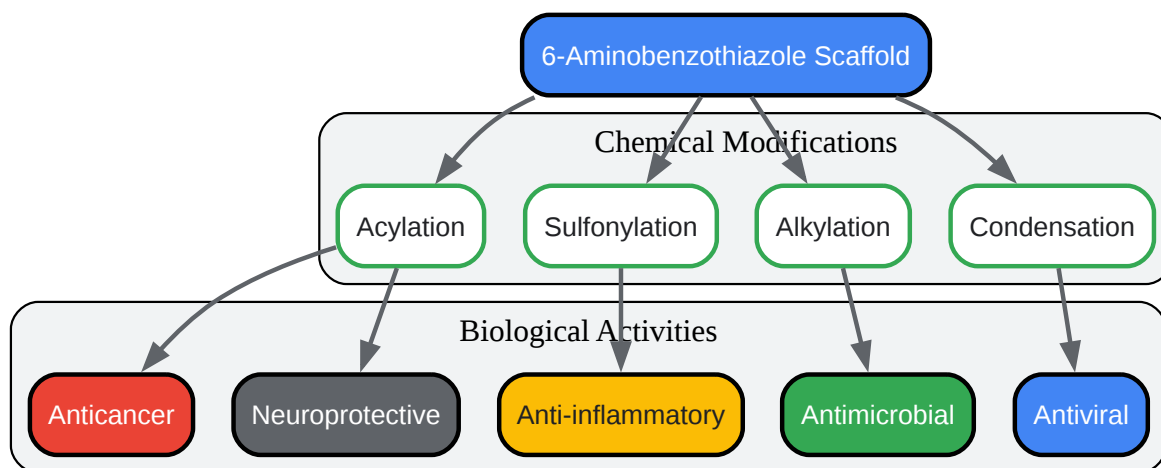 6-Aminobenzothiazole Scaffold
Chemical Modifications
Acylation
Sulfonylation
Alkylation
Condensation
Biological Activities
Anticancer
Neuroprotective
Anti-inflammatory
Antimicrobial
Antiviral